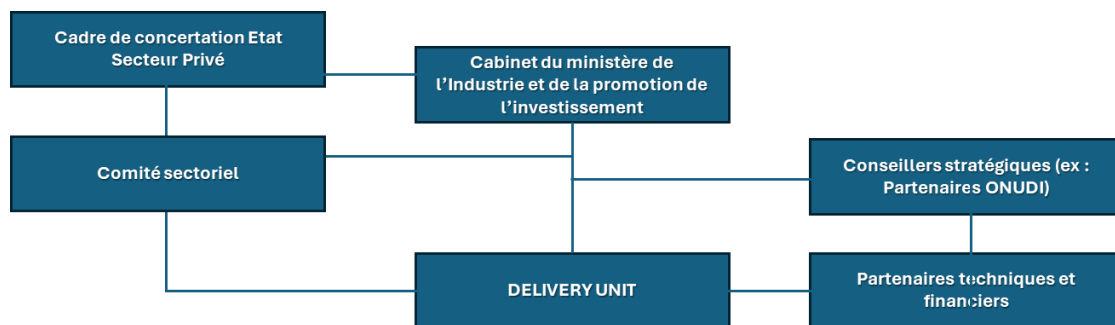 Cadre de concertation Etat
Secteur Privé
Cabinet du ministère de
l’Industrie et de la promotion de
l’investissement
Comité sectoriel
Conseillers stratégiques (ex :
Partenaires ONUDI)
DELIVERY UNIT
Partenaires techniques et
financiers